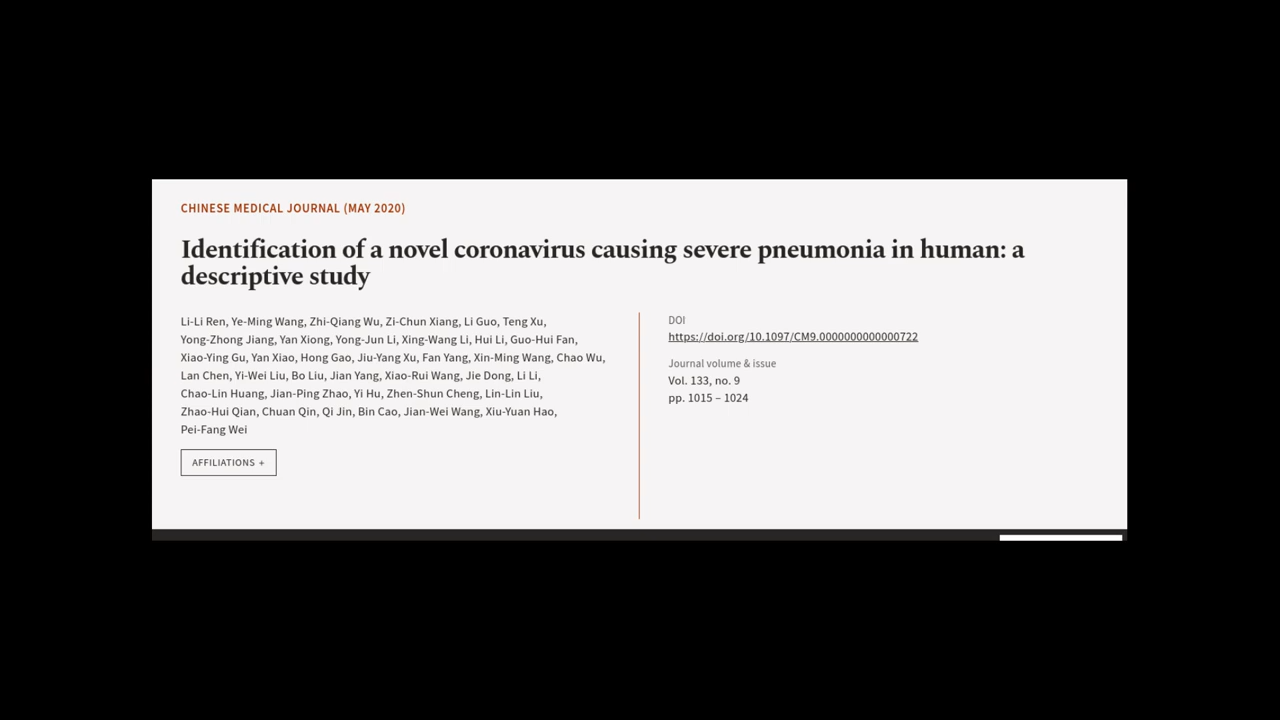 CHINESE MEDICAL JOURNAL (MAY 2020)
Identification of a novel coronavirus causing severe pneumonia in human: a
descriptive study
Li-Li Ren, Ye-Ming Wang, Zhi-Qiang Wu, Zi-Chun Xiang, Li Guo, Teng Xu,
Yong-Zhong Jiang, Yan Xiong, Yong-Jun Li, Xing-Wang Li, Hui Li, Guo-Hui Fan,
Xiao-Ying Gu, Yan Xiao, Hong Gao, Jiu-Yang Xu, Fan Yang, Xin-Ming Wang, Chao Wu,
Lan Chen, Yi-Wei Liu, Bo Liu, Jian Yang, Xiao-Rui Wang, Jie Dong, Li Li,
Chao-Lin Huang, Jian-Ping Zhao, Yi Hu, Zhen-Shun Cheng, Lin-Lin Liu,
Zhao-Hui Qian, Chuan Qin, Qi Jin, Bin Cao, Jian-Wei Wang, Xiu-Yuan Hao,
Pei-Fang Wei
AFFILIATIONS +
DOI
https://doi.org/10.1097/CM9.0000000000000722
Journal volume & issue
Vol. 133, no. 9
pp. 1015 – 1024